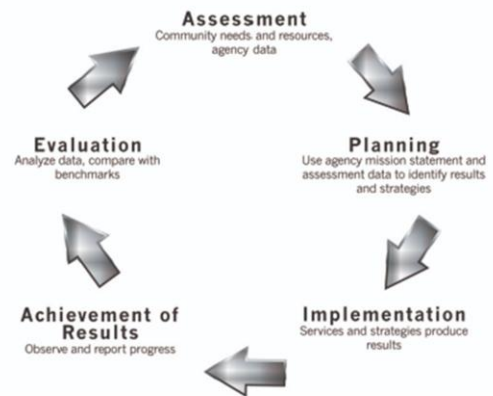 Assessment
Community needs and resources,
agency data
Evaluation
Analyze data, compare with
benchmarks
Planning
Use agency mission statement and
assessment data to identify results
and strategies
Achievement of
Results
Observe and report progress
Implementation
Services and strategies produce
results